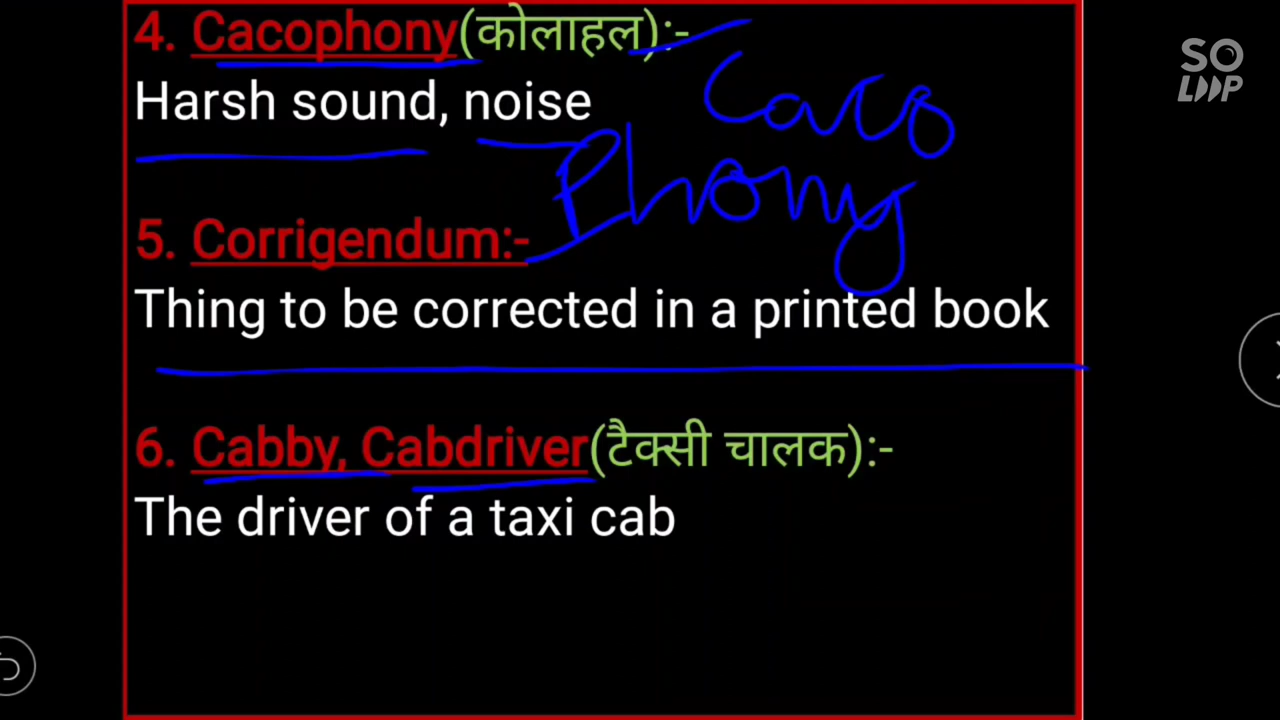 4. Cacophony(कोलाहल):-
Harsh sound, noise
Caco
Phony
5. Corrigendum:-
Thing to be corrected in a printed book
6. Cabby, Cabdriver(टैक्सी चालक):-
The driver of a taxi cab
SO
LOOP